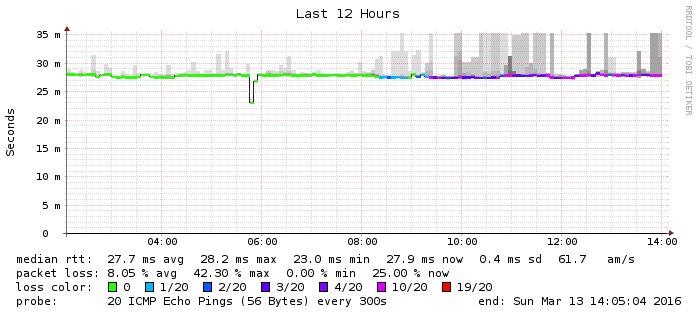 Last 12 Hours
RRDTOOL / TOBI OETIKER
Seconds
35 m
30 m
25 m
20 m
15 m
10 m
5 m
0
04:00 06:00 08:00 10:00 12:00 14:00
median rtt: 27.7 ms avg 28.2 ms max 23.0 ms min 27.9 ms now 0.4 ms sd 61.7 am/s
packet loss: 8.05 % avg 42.30 % max 0.00 % min 25.00 % now
loss color: 0 1/20 2/20 3/20 4/20 10/20 19/20
probe: 20 ICMP Echo Pings (56 Bytes) every 300s end: Sun Mar 13 14:05:04 2016